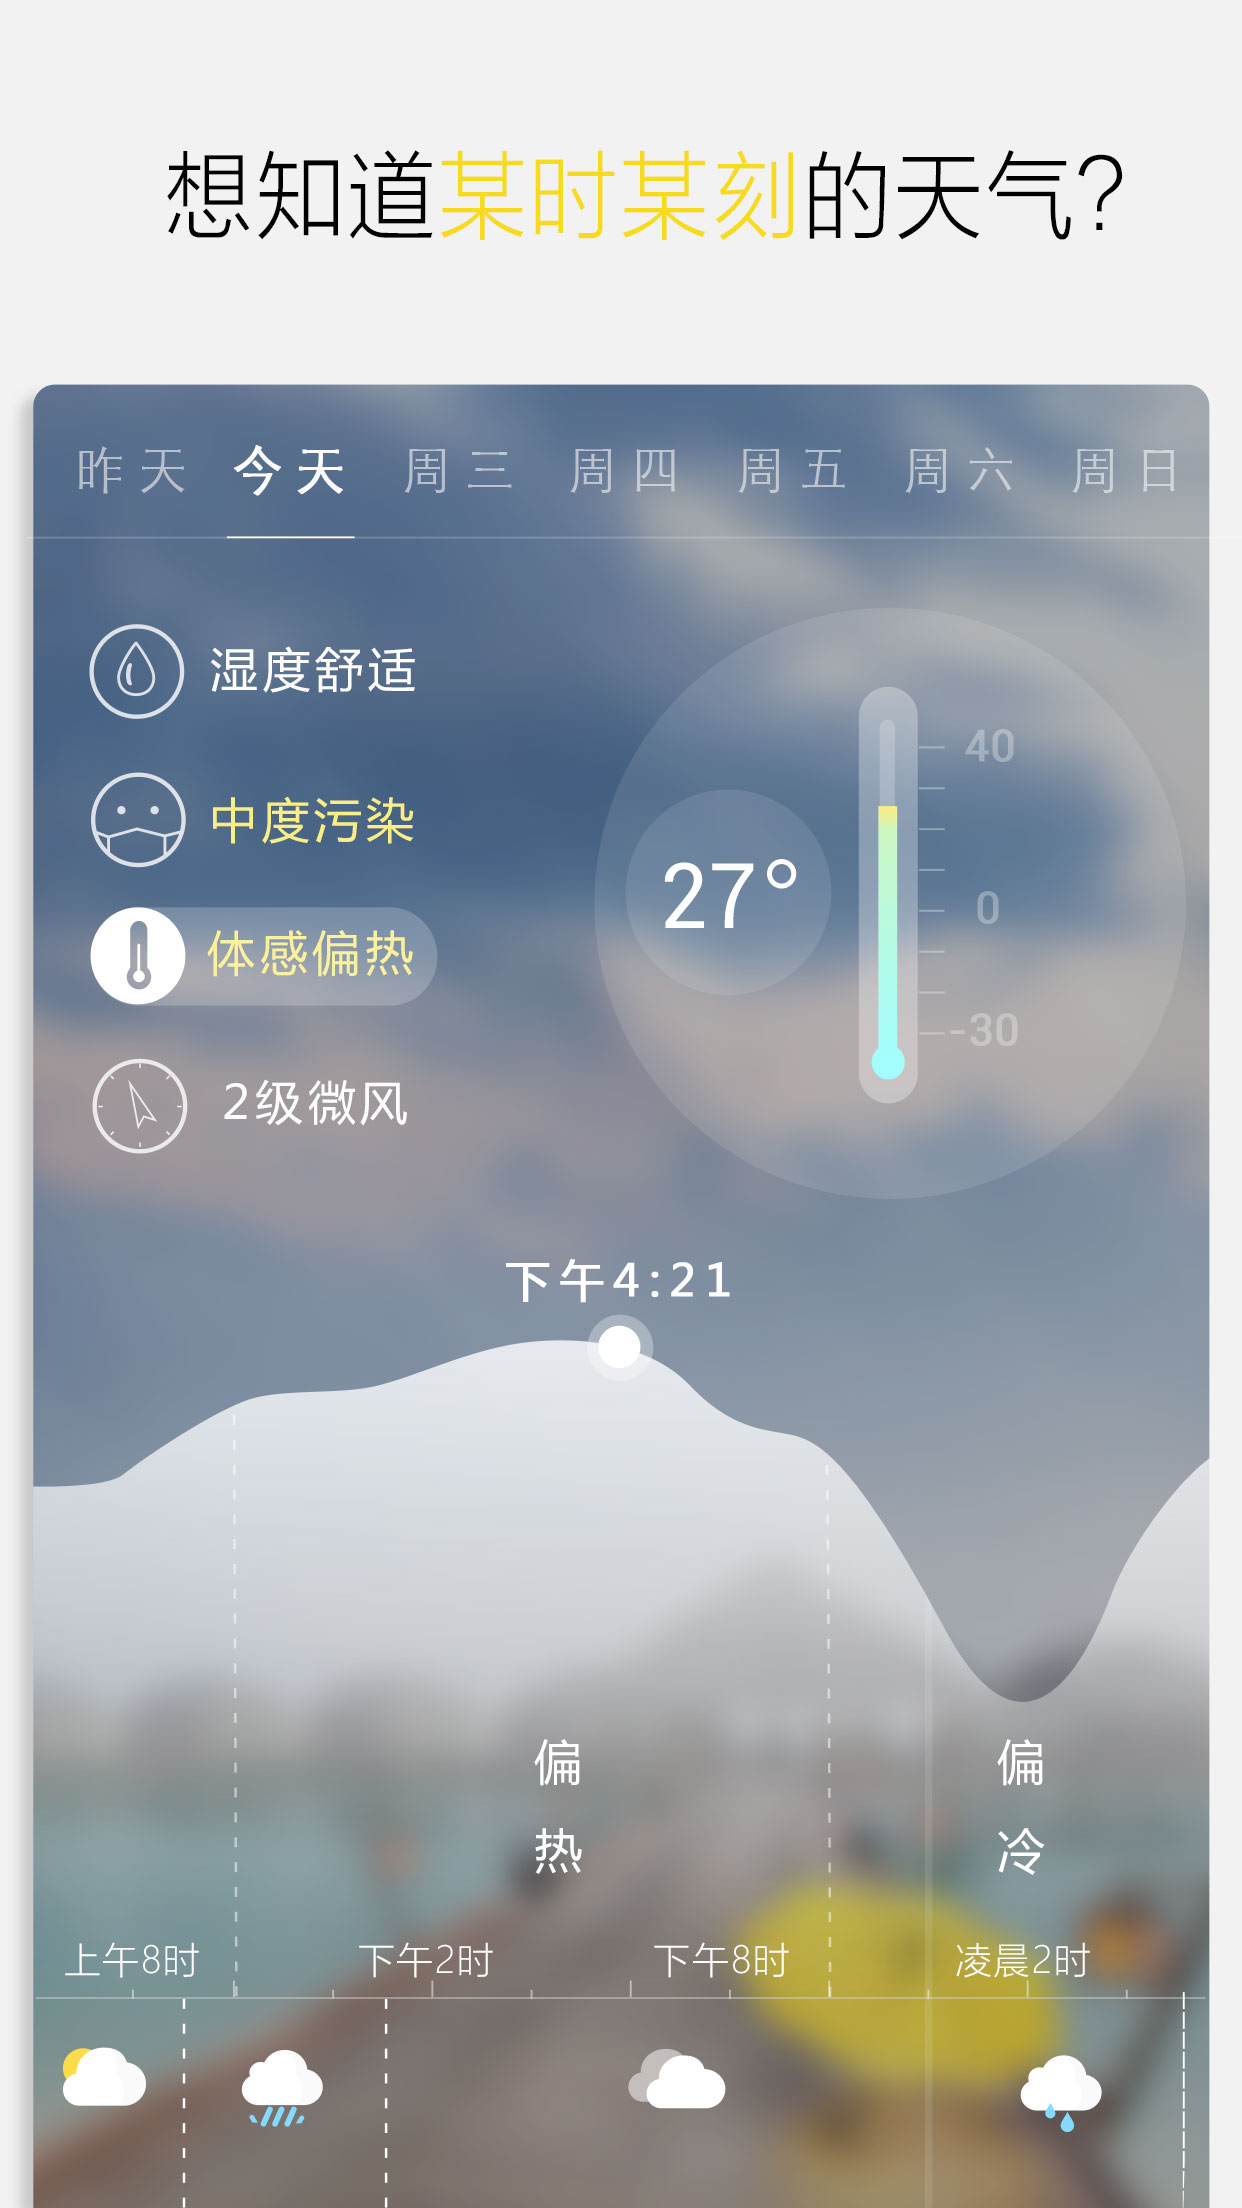 想知道某时某刻的天气?
昨天 今天 周三 周四 周五 周六 周日
湿度舒适
中度污染
体感偏热
2级微风
27°
40
0
-30
下午4:21
偏热
偏冷
上午8时 下午2时 下午8时 凌晨2时